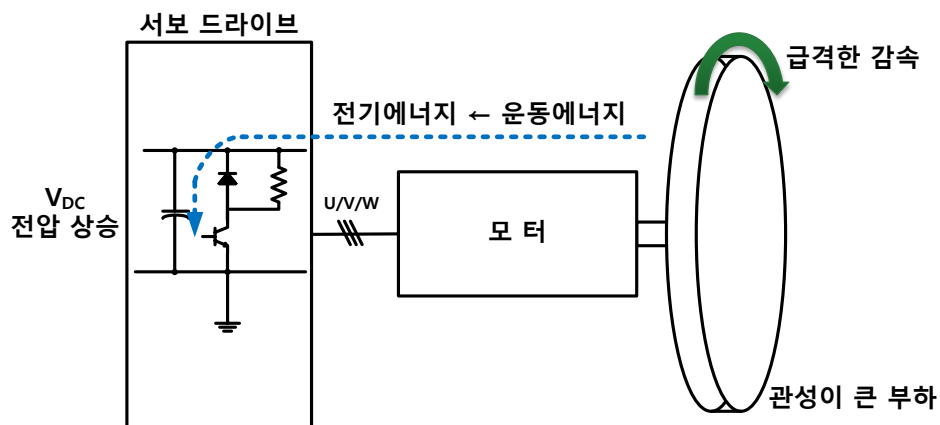 서보 드라이브
급격한 감속
전기에너지 ← 운동에너지
V_DC
전압 상승
U/V/W
모 터
관성이 큰 부하